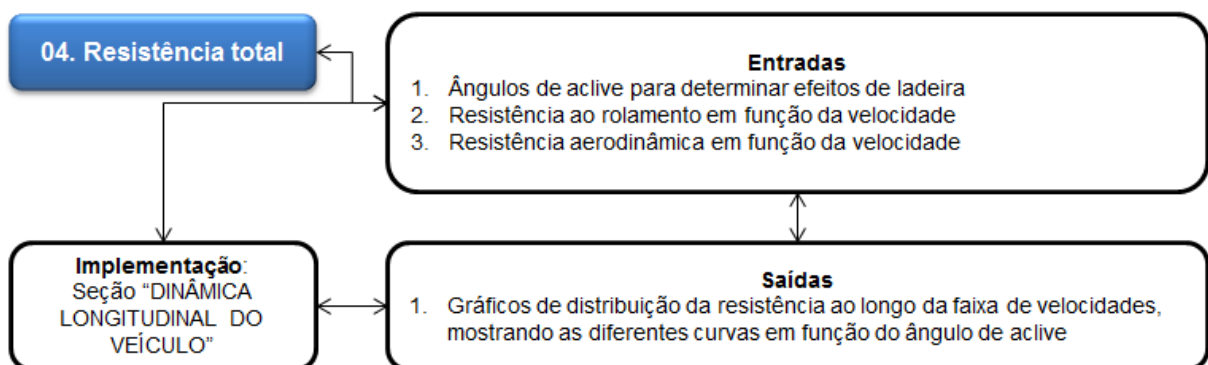 04. Resistência total
Entradas
1. Ângulos de aclive para determinar efeitos de ladeira
2. Resistência ao rolamento em função da velocidade
3. Resistência aerodinâmica em função da velocidade
Implementação:
Seção “DINÂMICA
LONGITUDINAL DO
VEÍCULO”
Saídas
1. Gráficos de distribuição da resistência ao longo da faixa de velocidades,
mostrando as diferentes curvas em função do ângulo de aclive